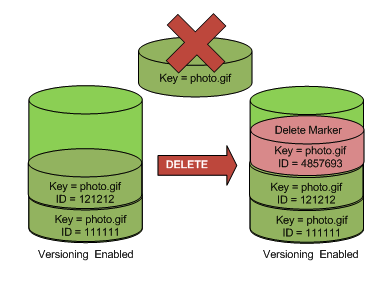 Key = photo.gif
Key = photo.gif
ID = 121212
Key = photo.gif
ID = 111111
Versioning Enabled
DELETE
Delete Marker
Key = photo.gif
ID = 4857693
Key = photo.gif
ID = 121212
Key = photo.gif
ID = 111111
Versioning Enabled